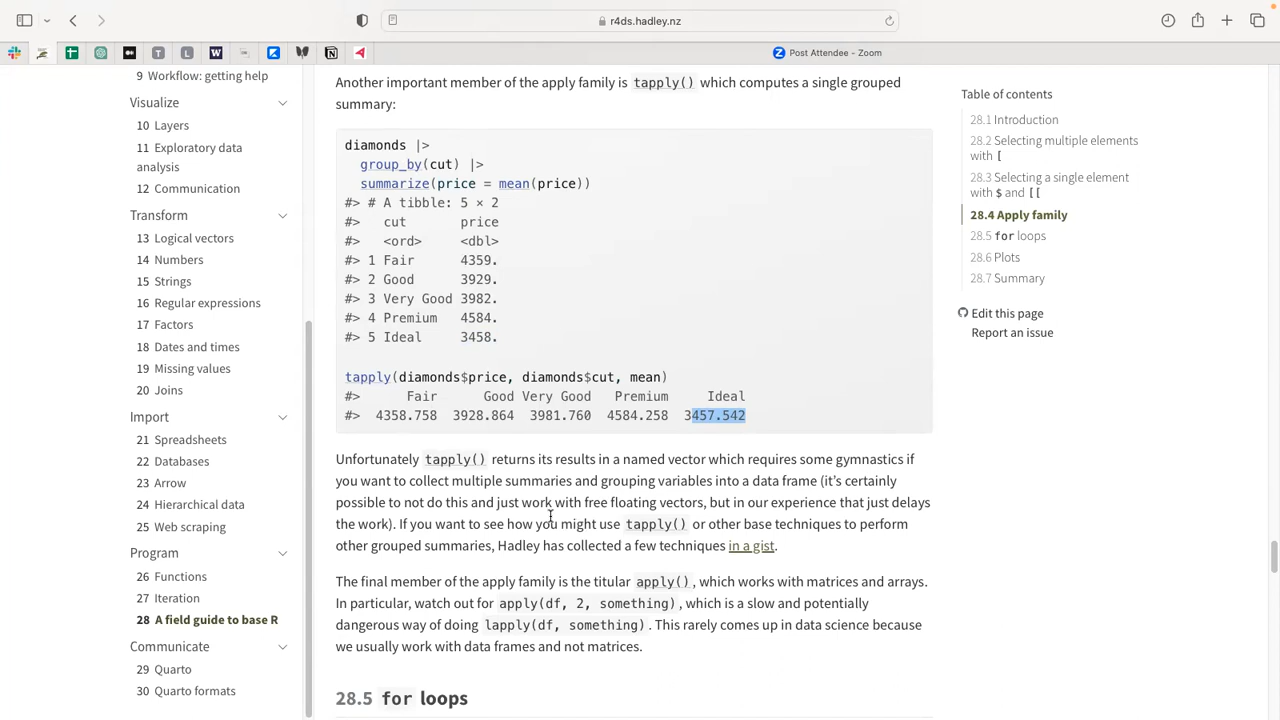 r4ds.hadley.nz
Post Attendee - Zoom
9 Workflow: getting help
Visualize
10 Layers
11 Exploratory data
analysis
12 Communication
Transform
13 Logical vectors
14 Numbers
15 Strings
16 Regular expressions
17 Factors
18 Dates and times
19 Missing values
20 Joins
Import
21 Spreadsheets
22 Databases
23 Arrow
24 Hierarchical data
25 Web scraping
Program
26 Functions
27 Iteration
28 A field guide to base R
Communicate
29 Quarto
30 Quarto formats
Another important member of the apply family is tapply() which computes a single grouped
summary:
diamonds |>
group_by(cut) |>
summarize(price = mean(price))
#> # A tibble: 5 × 2
#> cut price
#> <ord> <dbl>
#> 1 Fair 4359.
#> 2 Good 3929.
#> 3 Very Good 3982.
#> 4 Premium 4584.
#> 5 Ideal 3458.
tapply(diamonds$price, diamonds$cut, mean)
#> Fair Good Very Good Premium Ideal
#> 4358.758 3928.864 3981.760 4584.258 3457.542
Unfortunately tapply() returns its results in a named vector which requires some gymnastics if
you want to collect multiple summaries and grouping variables into a data frame (it's certainly
possible to not do this and just work with free floating vectors, but in our experience that just delays
the work). If you want to see how you might use tapply() or other base techniques to perform
other grouped summaries, Hadley has collected a few techniques in a gist.
The final member of the apply family is the titular apply(), which works with matrices and arrays.
In particular, watch out for apply(df, 2, something), which is a slow and potentially
dangerous way of doing lapply(df, something). This rarely comes up in data science because
we usually work with data frames and not matrices.
28.5 for loops
Table of contents
28.1 Introduction
28.2 Selecting multiple elements
with [
28.3 Selecting a single element
with $ and [[
28.4 Apply family
28.5 for loops
28.6 Plots
28.7 Summary
Edit this page
Report an issue